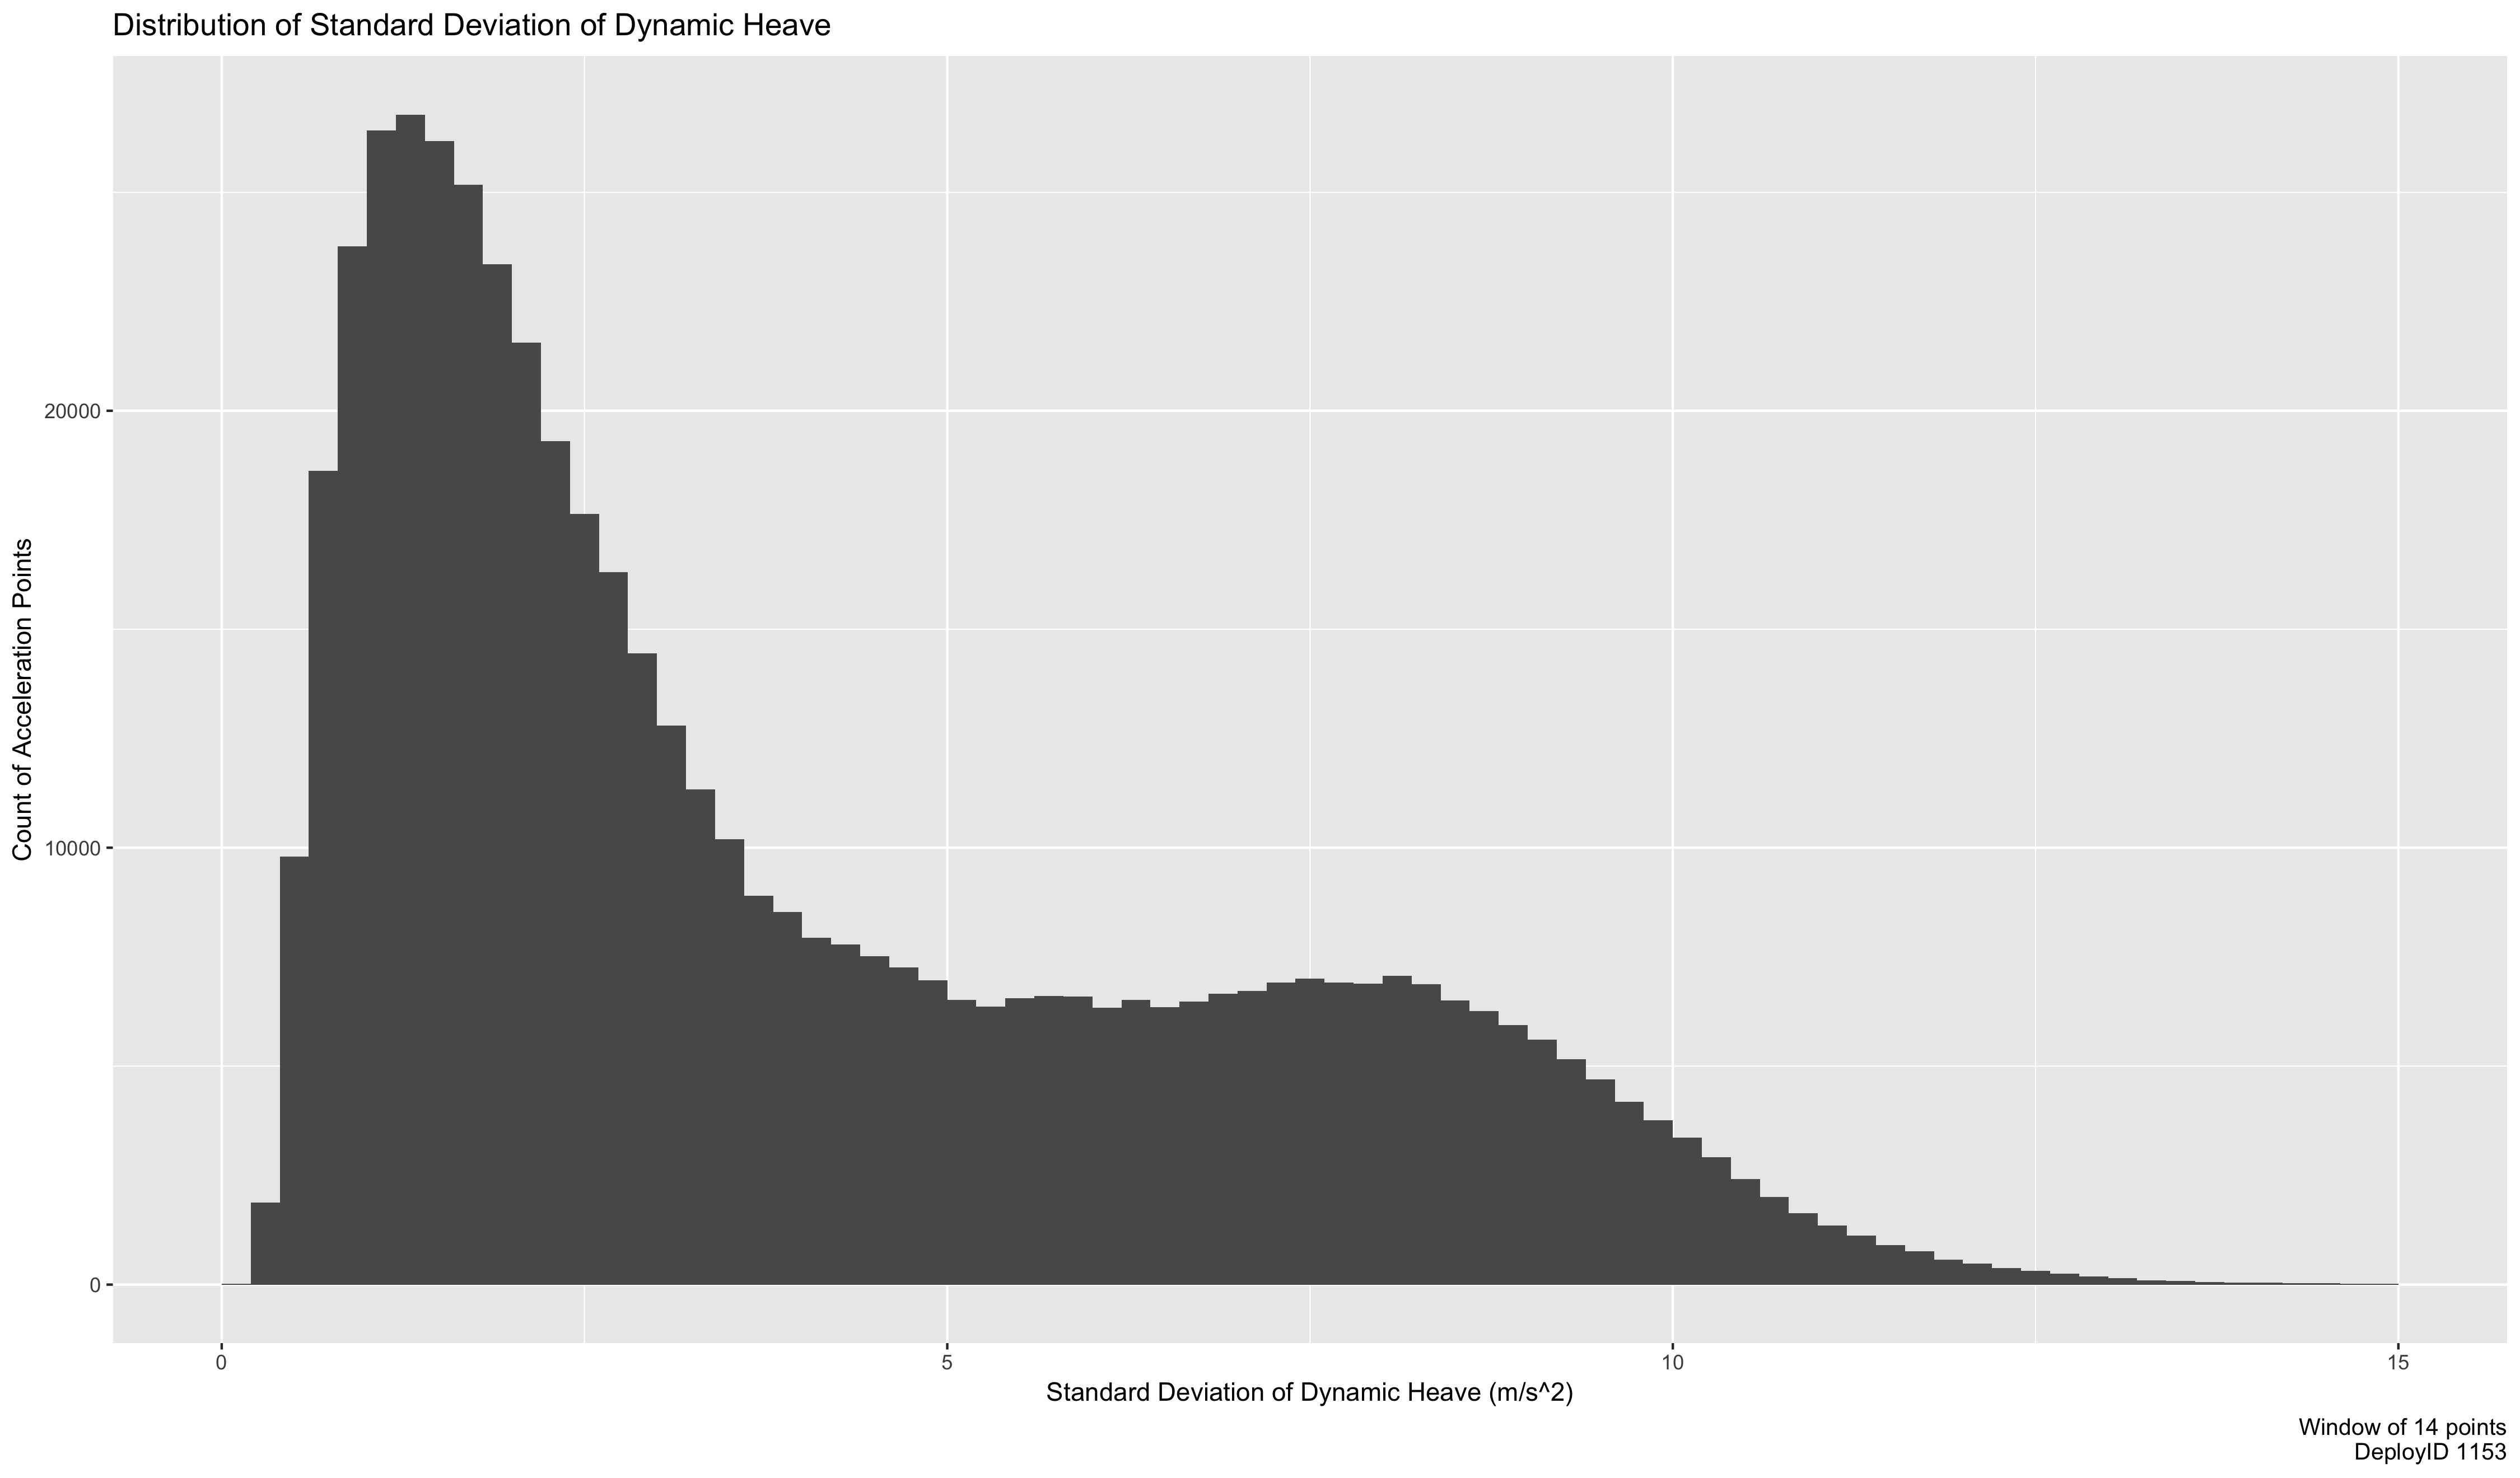 Distribution of Standard Deviation of Dynamic Heave
Count of Acceleration Points
20000
10000
0
0
5
10
15
Standard Deviation of Dynamic Heave (m/s^2)
Window of 14 points
DeployID 1153